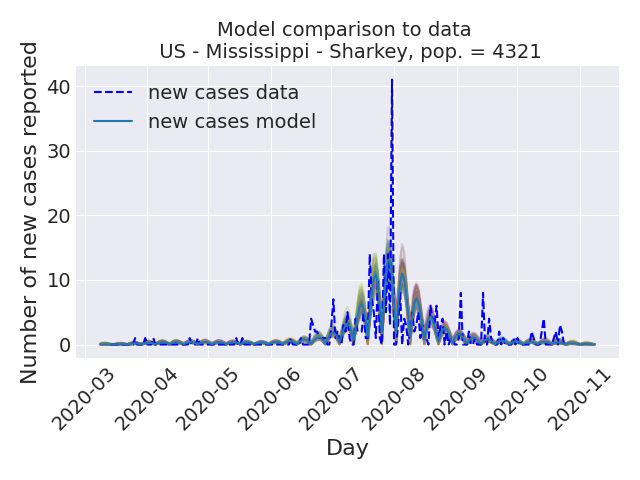 Model comparison to data
US - Mississippi - Sharkey, pop. = 4321
Number of new cases reported
40
30
20
10
0
new cases data
new cases model
2020-03
2020-04
2020-05
2020-06
2020-07
2020-08
2020-09
2020-10
2020-11
Day